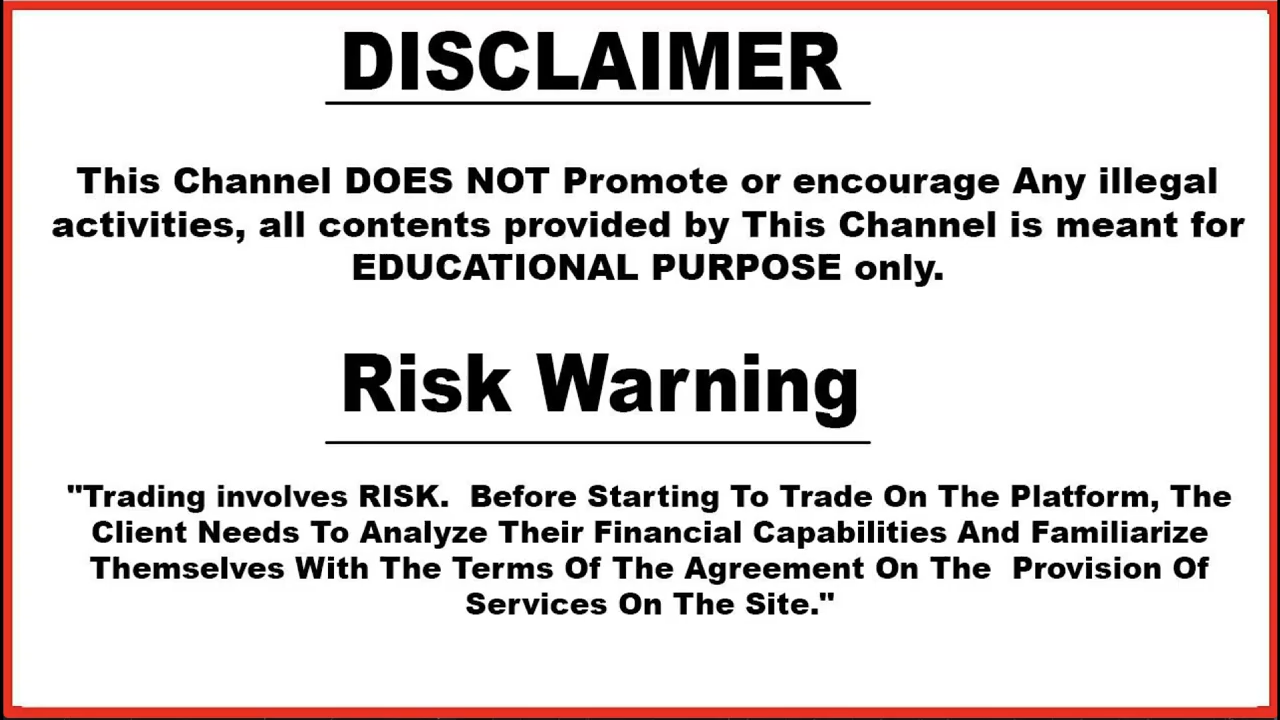 DISCLAIMER
This Channel DOES NOT Promote or encourage Any illegal
activities, all contents provided by This Channel is meant for
EDUCATIONAL PURPOSE only.
Risk Warning
"Trading involves RISK.  Before Starting To Trade On The Platform, The
Client Needs To Analyze Their Financial Capabilities And Familiarize
Themselves With The Terms Of The Agreement On The  Provision Of
Services On The Site."